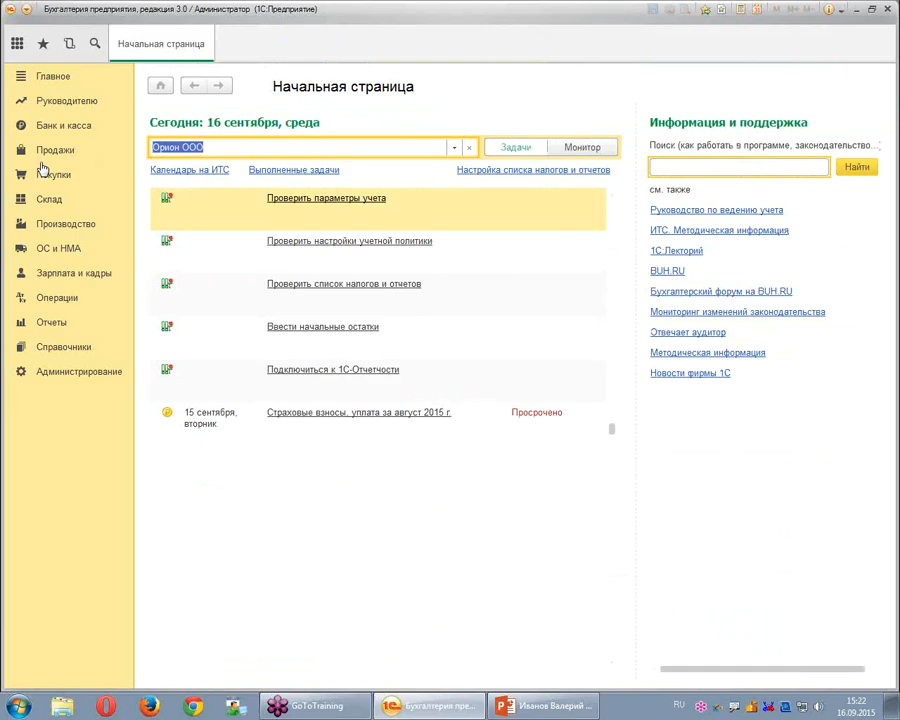 Бухгалтерия предприятия, редакция 3.0 / Администратор (1С:Предприятие)
M M+ M-
Начальная страница
Главное
Руководителю
Банк и касса
Продажи
Покупки
Склад
Производство
ОС и НМА
Зарплата и кадры
Операции
Отчеты
Справочники
Администрирование
Начальная страница
Сегодня: 16 сентября, среда
Орион ООО
Задачи
Монитор
Календарь на ИТС
Выполненные задачи
Настройка списка налогов и отчетов
Проверить параметры учета
Проверить настройки учетной политики
Проверить список налогов и отчетов
Ввести начальные остатки
Подключиться к 1С-Отчетности
15 сентября,
вторник
Страховые взносы, уплата за август 2015 г.
Просрочено
Информация и поддержка
Поиск (как работать в программе, законодательство...
Найти
см. также
Руководство по ведению учета
ИТС. Методическая информация
1С:Лекторий
BUH.RU
Бухгалтерский форум на BUH.RU
Мониторинг изменений законодательства
Отвечает аудитор
Методическая информация
Новости фирмы 1С
GoToTraining
Бухгалтерия пре...
Иванов Валерий ...
RU
15:22
16.09.2015